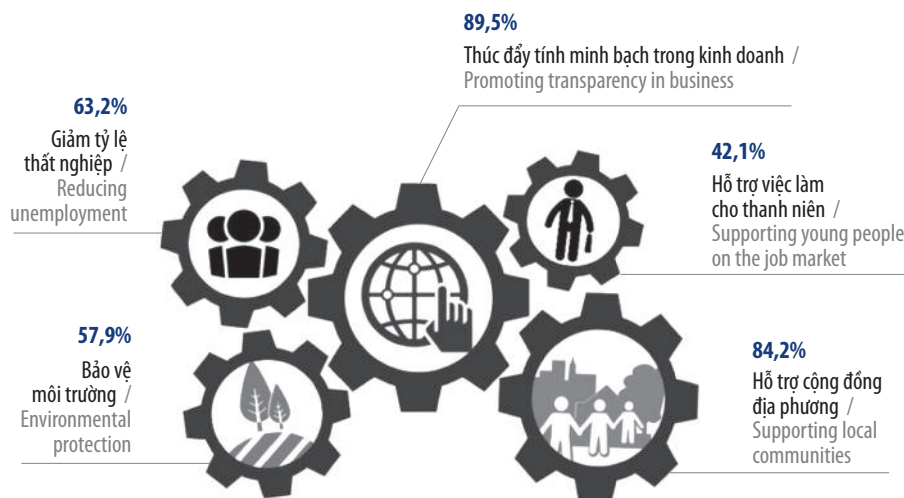 89,5%
Thúc đẩy tính minh bạch trong kinh doanh /
Promoting transparency in business
63,2%
Giảm tỷ lệ
thất nghiệp /
Reducing
unemployment
42,1%
Hỗ trợ việc làm
cho thanh niên /
Supporting young people
on the job market
57,9%
Bảo vệ
môi trường /
Environmental
protection
84,2%
Hỗ trợ cộng đồng
địa phương /
Supporting local
communities